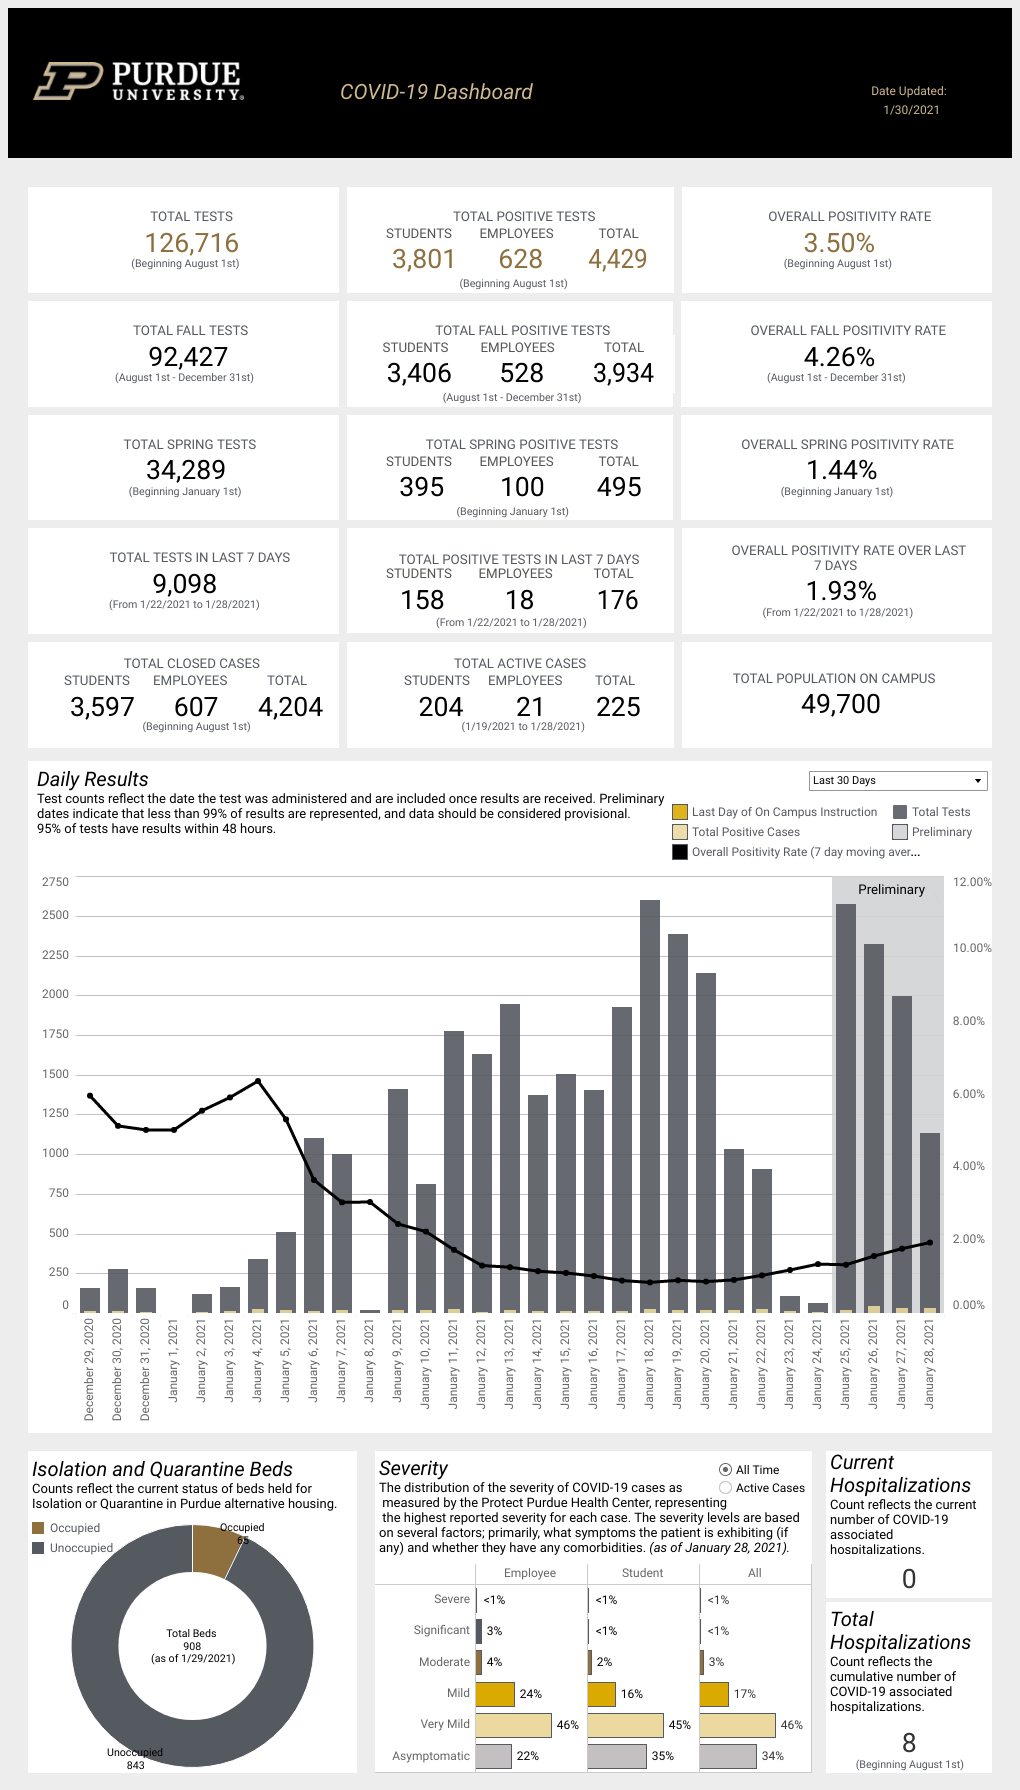 PURDUE
UNIVERSITY®
COVID-19 Dashboard
Date Updated:
1/30/2021
TOTAL TESTS
126,716
(Beginning August 1st)
TOTAL POSITIVE TESTS
STUDENTS EMPLOYEES TOTAL
3,801 628 4,429
(Beginning August 1st)
OVERALL POSITIVITY RATE
3.50%
(Beginning August 1st)
TOTAL FALL TESTS
92,427
(August 1st - December 31st)
TOTAL FALL POSITIVE TESTS
STUDENTS EMPLOYEES TOTAL
3,406 528 3,934
(August 1st - December 31st)
OVERALL FALL POSITIVITY RATE
4.26%
(August 1st - December 31st)
TOTAL SPRING TESTS
34,289
(Beginning January 1st)
TOTAL SPRING POSITIVE TESTS
STUDENTS EMPLOYEES TOTAL
395 100 495
(Beginning January 1st)
OVERALL SPRING POSITIVITY RATE
1.44%
(Beginning January 1st)
TOTAL TESTS IN LAST 7 DAYS
9,098
(From 1/22/2021 to 1/28/2021)
TOTAL POSITIVE TESTS IN LAST 7 DAYS
STUDENTS EMPLOYEES TOTAL
158 18 176
(From 1/22/2021 to 1/28/2021)
OVERALL POSITIVITY RATE OVER LAST
7 DAYS
1.93%
(From 1/22/2021 to 1/28/2021)
TOTAL CLOSED CASES
STUDENTS EMPLOYEES TOTAL
3,597 607 4,204
(Beginning August 1st)
TOTAL ACTIVE CASES
STUDENTS EMPLOYEES TOTAL
204 21 225
(1/19/2021 to 1/28/2021)
TOTAL POPULATION ON CAMPUS
49,700
Daily Results
Test counts reflect the date the test was administered and are included once results are received. Preliminary
dates indicate that less than 99% of results are represented, and data should be considered provisional.
95% of tests have results within 48 hours.
Last 30 Days
Last Day of On Campus Instruction
Total Tests
Total Positive Cases
Preliminary
Overall Positivity Rate (7 day moving aver...
2750
2500
2250
2000
1750
1500
1250
1000
750
500
250
0
Preliminary
12.00%
10.00%
8.00%
6.00%
4.00%
2.00%
0.00%
December 29, 2020
December 30, 2020
December 31, 2020
January 1, 2021
January 2, 2021
January 3, 2021
January 4, 2021
January 5, 2021
January 6, 2021
January 7, 2021
January 8, 2021
January 9, 2021
January 10, 2021
January 11, 2021
January 12, 2021
January 13, 2021
January 14, 2021
January 15, 2021
January 16, 2021
January 17, 2021
January 18, 2021
January 19, 2021
January 20, 2021
January 21, 2021
January 22, 2021
January 23, 2021
January 24, 2021
January 25, 2021
January 26, 2021
January 27, 2021
January 28, 2021
Isolation and Quarantine Beds
Counts reflect the current status of beds held for
Isolation or Quarantine in Purdue alternative housing.
Occupied
Unoccupied
Occupied
65
Total Beds
908
(as of 1/29/2021)
Unoccupied
843
Severity
All Time
Active Cases
The distribution of the severity of COVID-19 cases as
measured by the Protect Purdue Health Center, representing
the highest reported severity for each case. The severity levels are based
on several factors; primarily, what symptoms the patient is exhibiting (if
any) and whether they have any comorbidities. (as of January 28, 2021).
Employee Student All
Severe <1% <1% <1%
Significant 3% <1% <1%
Moderate 4% 2% 3%
Mild 24% 16% 17%
Very Mild 46% 45% 46%
Asymptomatic 22% 35% 34%
Current
Hospitalizations
Count reflects the current
number of COVID-19
associated
hospitalizations.
0
Total
Hospitalizations
Count reflects the
cumulative number of
COVID-19 associated
hospitalizations.
8
(Beginning August 1st)